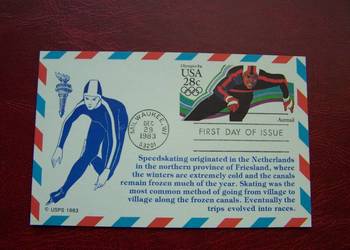 Olympics 84
USA
28c
Airmail
MILWAUKEE, WI
DEC
29
1983
53201
FIRST DAY OF ISSUE
Speedskating originated in the Netherlands
in the northern province of Friesland, where
the winters are extremely cold and the canals
remain frozen much of the year. Skating was the
most common method of going from village to
village along the frozen canals. Eventually the
trips evolved into races.
© USPS 1983